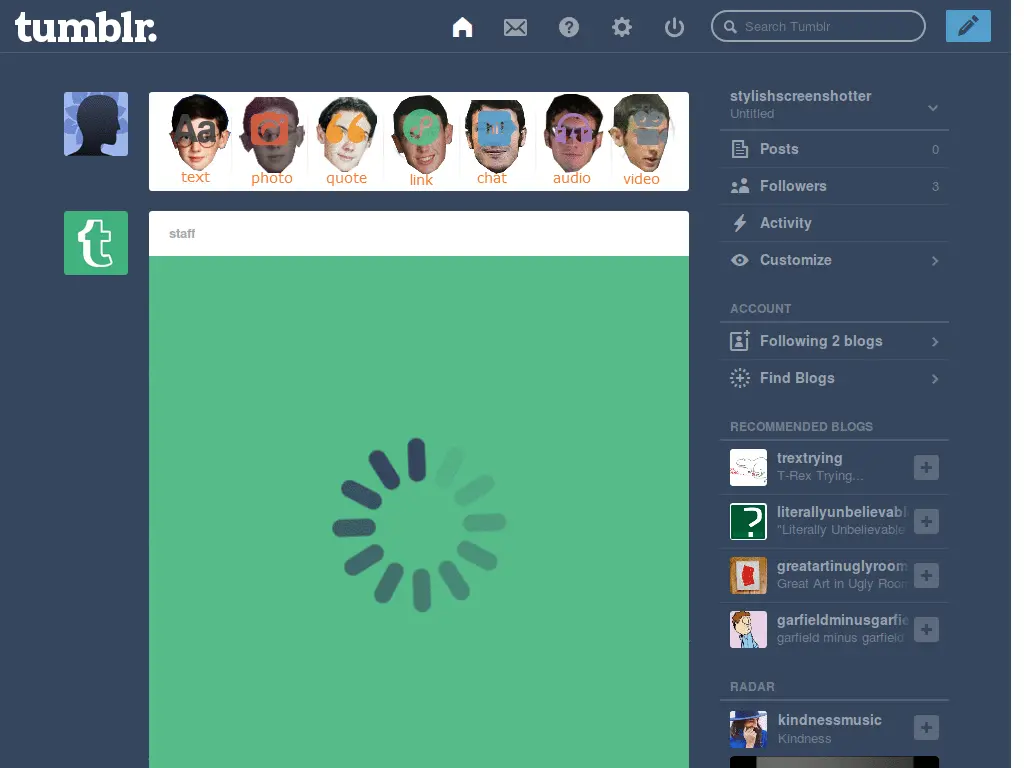 tumblr.
Search Tumblr
Aa
text
photo
quote
link
chat
audio
video
t
staff
stylishscreenshotter
Untitled
Posts 0
Followers 3
Activity
Customize
ACCOUNT
Following 2 blogs
Find Blogs
RECOMMENDED BLOGS
trextrying
T-Rex Trying...
?
literallyunbelievabl
"Literally Unbelievable
greatartinuglyroom
Great Art in Ugly Room
garfieldminusgarfie
garfield minus garfield
RADAR
kindnessmusic
Kindness